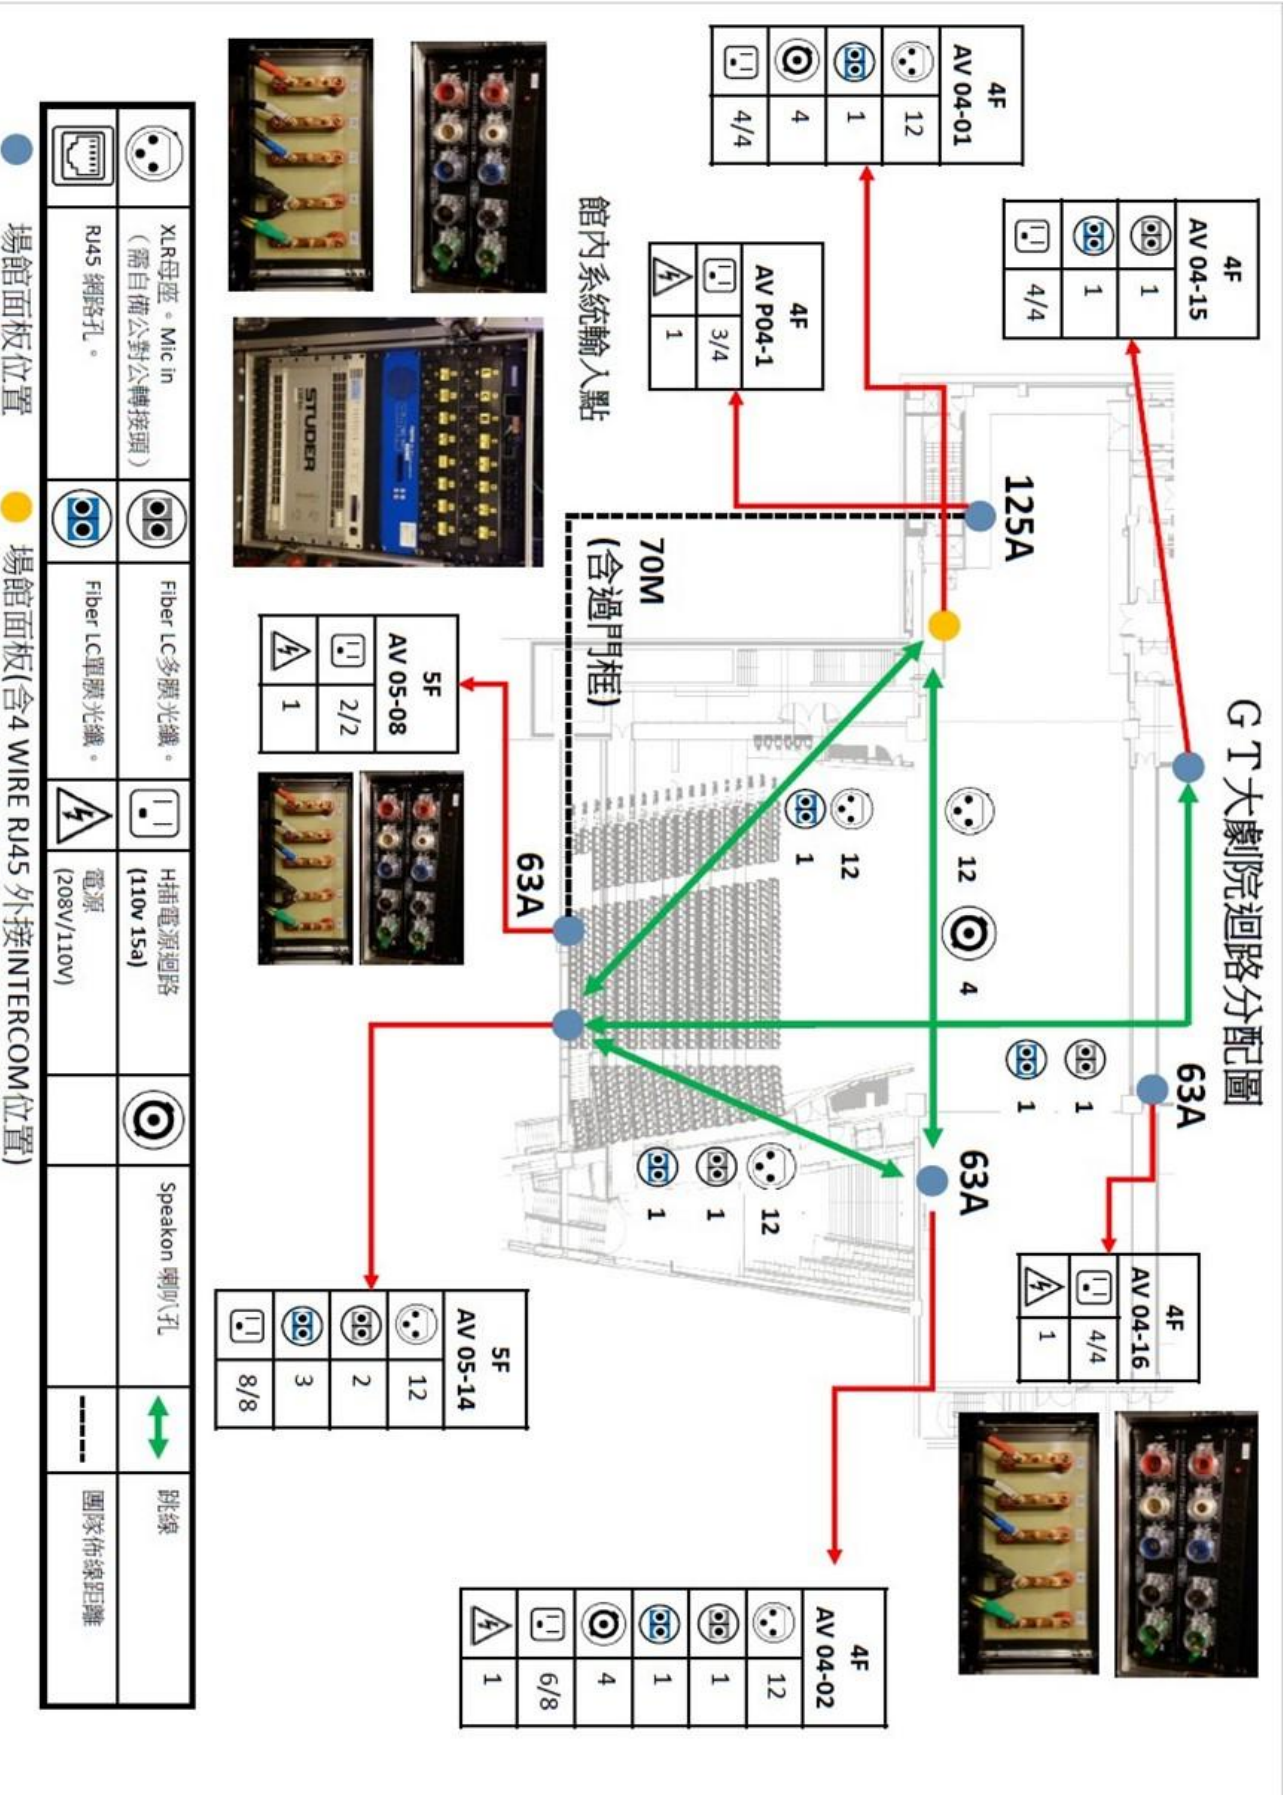 GT大劇院迴路分配圖
4F
AV 04-15
1
1
4/4
4F
AV 04-01
12
1
4
4/4
4F
AV P04-1
3/4
1
館內系統輸入點
STUDER
125A
70M
(含過門框)
5F
AV 05-08
2/2
1
63A
12
4
12
1
1
1
63A
63A
12
1
1
4F
AV 04-16
4/4
1
5F
AV 05-14
12
2
3
8/8
4F
AV 04-02
12
1
1
4
6/8
1
XLR母座。Mic in
(需自備公對公轉接頭)
Fiber LC多膜光纖。
H插電源迴路
(110v 15a)
Speakon 喇叭孔
跳線
RJ45 網路孔。
Fiber LC單膜光纖。
電源
(208V/110V)
團隊佈線距離
場館面板位置
場館面板(含4 WIRE RJ45 外接INTERCOM位置)